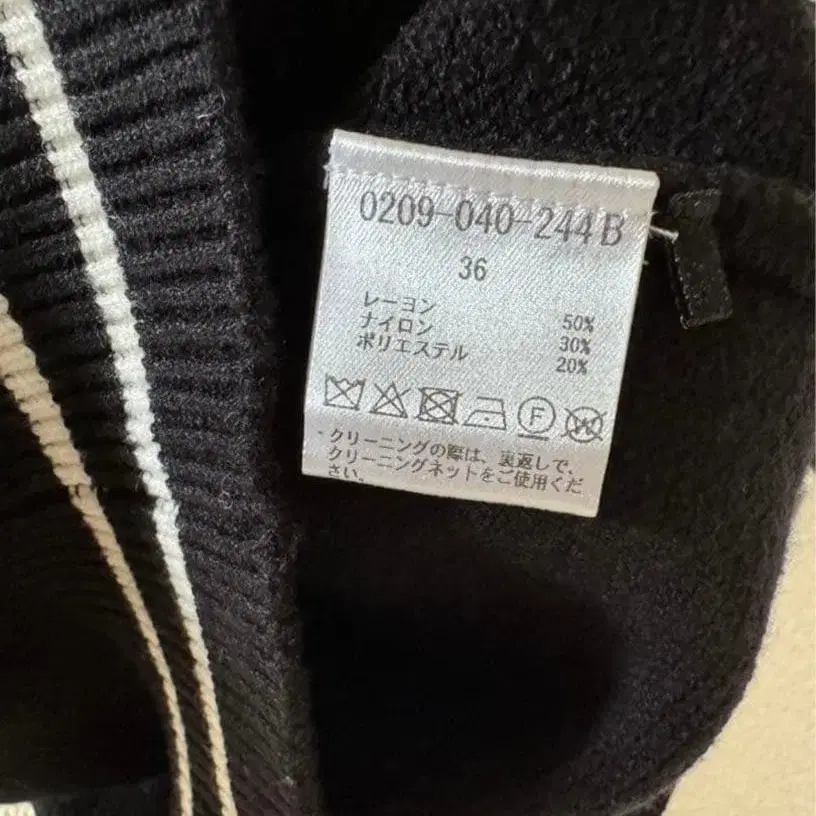 0209-040-244B
36
レーヨン 50%
ナイロン 30%
ポリエステル 20%
F W
・クリーニングの際は、裏返しで、
クリーニングネットをご使用くだ
さい。